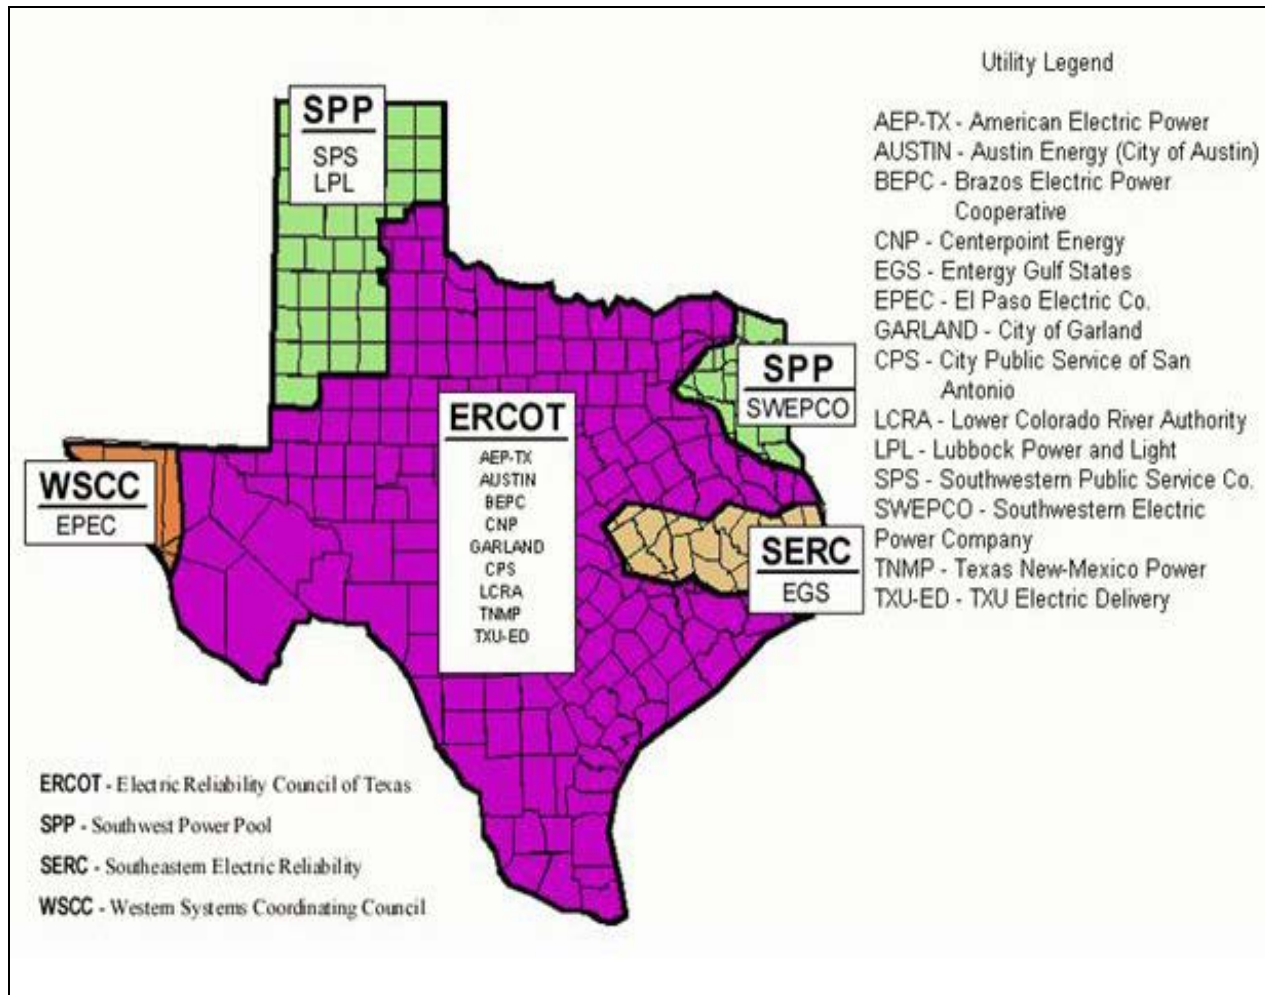 SPP
SPS
LPL
Utility Legend
AEP-TX - American Electric Power
AUSTIN - Austin Energy (City of Austin)
BEPC - Brazos Electric Power
Cooperative
CNP - Centerpoint Energy
EGS - Entergy Gulf States
EPEC - El Paso Electric Co.
GARLAND - City of Garland
CPS - City Public Service of San
Antonio
LCRA - Lower Colorado River Authority
LPL - Lubbock Power and Light
SPS - Southwestern Public Service Co.
SWEPCO - Southwestern Electric
Power Company
TNMP - Texas New-Mexico Power
TXU-ED - TXU Electric Delivery
SPP
SWEPCO
ERCOT
AEP-TX
AUSTIN
BEPC
CNP
GARLAND
CPS
LCRA
TNMP
TXU-ED
WSCC
EPEC
SERC
EGS
ERCOT - Electric Reliability Council of Texas
SPP - Southwest Power Pool
SERC - Southeastern Electric Reliability
WSCC - Western Systems Coordinating Council